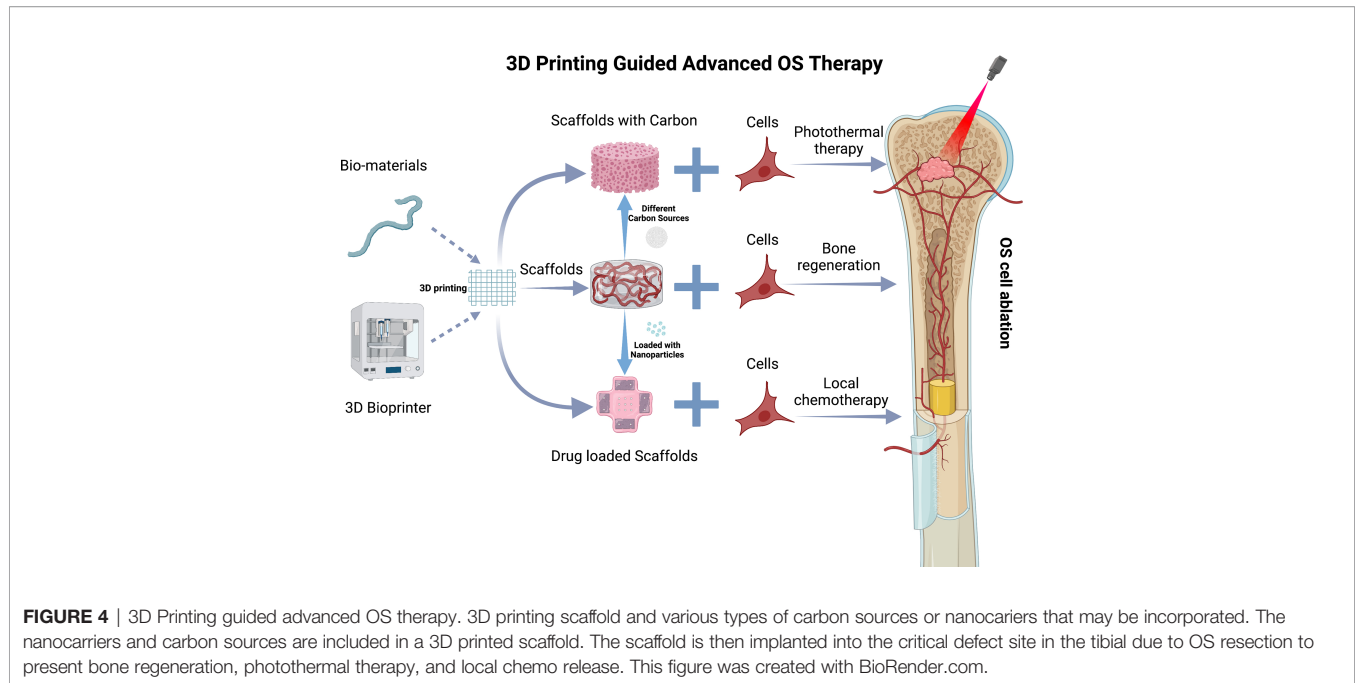 3D Printing Guided Advanced OS Therapy
Scaffolds with Carbon
Cells
Photothermal
therapy
Bio-materials
Different
Carbon Sources
Cells
Bone
regeneration
Scaffolds
3D printing
OS cell ablation
Loaded with
Nanoparticles
Cells
Local
chemotherapy
3D Bioprinter
Drug loaded Scaffolds
FIGURE 4 | 3D Printing guided advanced OS therapy. 3D printing scaffold and various types of carbon sources or nanocariers that may be incorporated. The
nanocarriers and carbon sources are included in a 3D printed scaffold. The scaffold is then implanted into the critical defect site in the tibial due to OS resection to
present bone regeneration, photothermal therapy, and local chemo release. This figure was created with BioRender.com.